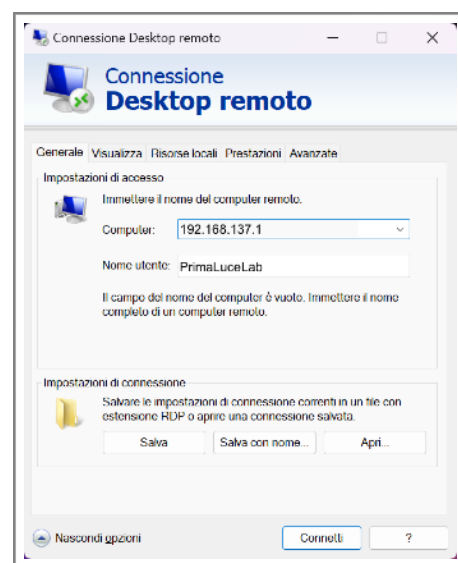 Connessione Desktop remoto
Connessione
Desktop remoto
Generale Visualizza Risorse locali Prestazioni Avanzate
Impostazioni di accesso
Immettere il nome del computer remoto.
Computer: 192.168.137.1
Nome utente: PrimaLuceLab
Il campo del nome del computer è vuoto. Immettere il nome
completo di un computer remoto.
Impostazioni di connessione
Salvare le impostazioni di connessione correnti in un file con
estensione RDP o aprire una connessione salvata.
Salva Salva con nome... Apri...
Nascondi opzioni Connetti ?